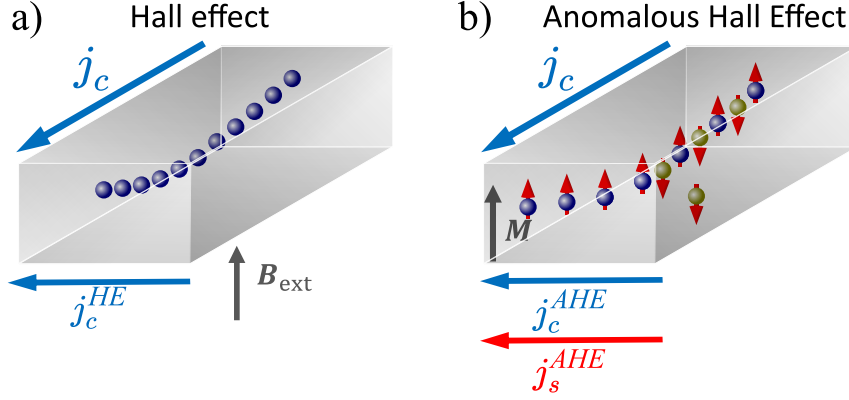 a) Hall effect
j_c
j_c^{HE}
B_ext
b) Anomalous Hall Effect
j_c
M
j_c^{AHE}
j_s^{AHE}